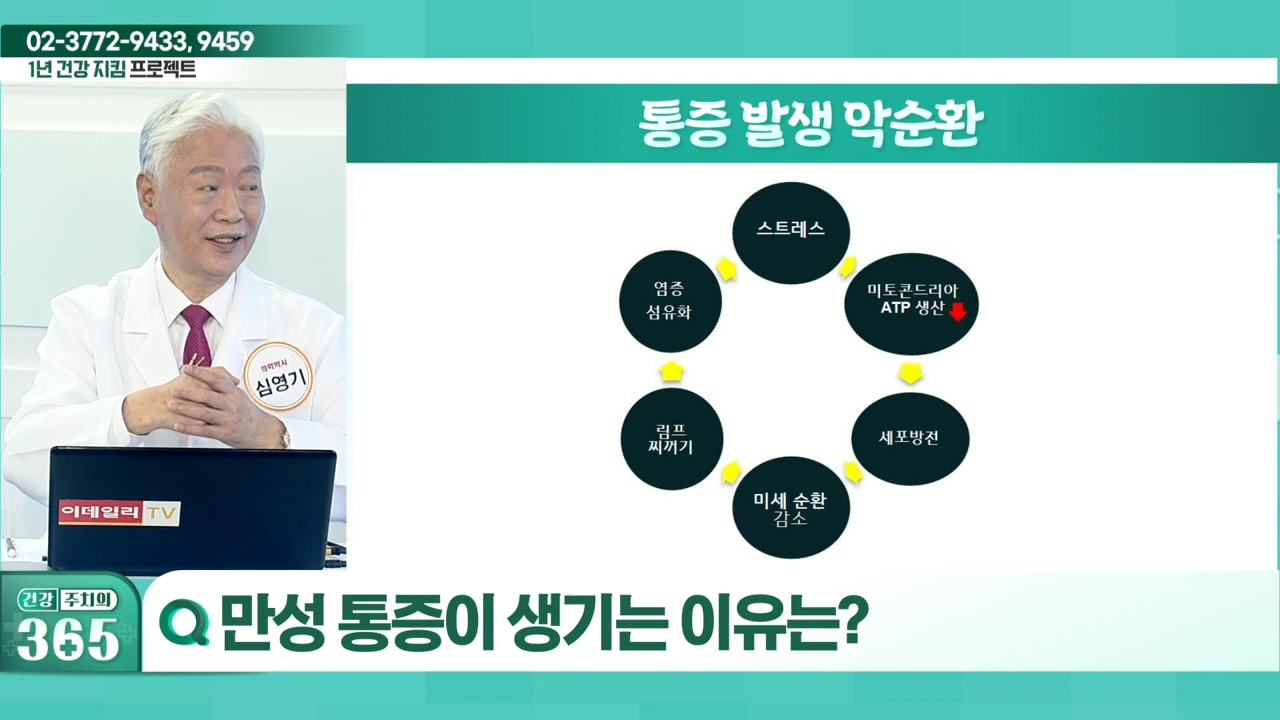 02-3772-9433, 9459
1년 건강 지킴 프로젝트
통증 발생 악순환
스트레스
미토콘드리아
ATP 생산
세포방전
미세 순환
감소
림프
찌꺼기
염증
섬유화
의학박사
심영기
이데일리 TV
건강 주치의
365
Q 만성 통증이 생기는 이유는?